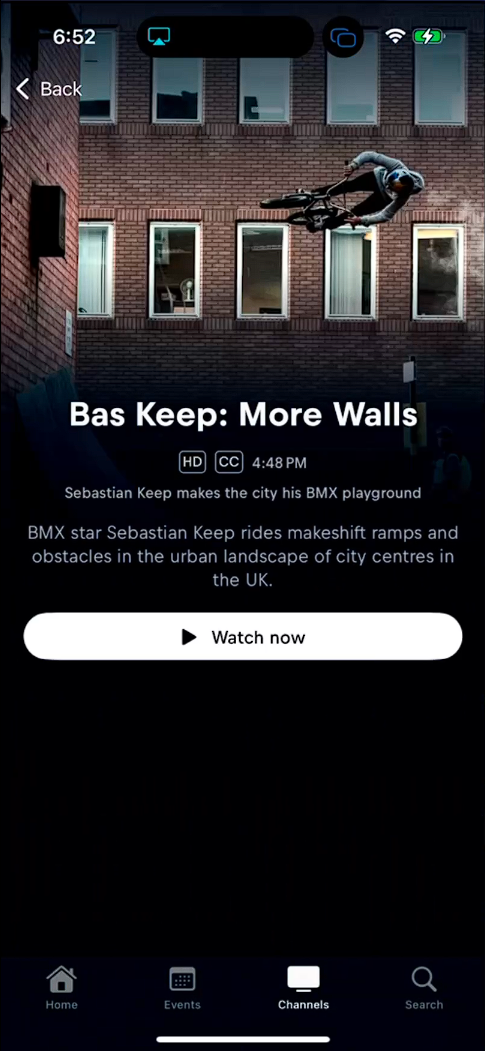 6:52
Back
Bas Keep: More Walls
HD CC 4:48 PM
Sebastian Keep makes the city his BMX playground
BMX star Sebastian Keep rides makeshift ramps and
obstacles in the urban landscape of city centres in
the UK.
Watch now
Home Events Channels Search